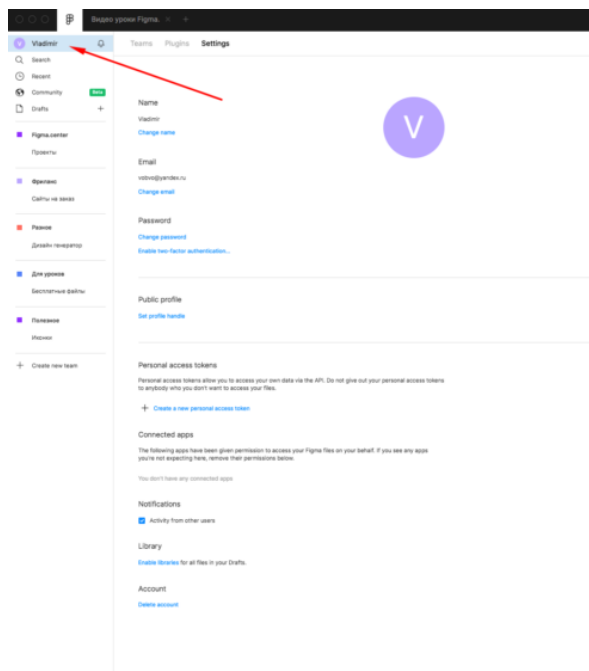 Видео уроки Figma.
V Vladimir
Teams Plugins Settings
Search
Recent
Community Beta
Drafts
Figma.center
Проекты
Фриланс
Сайты на заказ
Разное
Дизайн генератор
Для уроков
Бесплатные файлы
Полезное
Иконки
Create new team
Name
Vladimir
Change name
V
Email
vobvo@yandex.ru
Change email
Password
Change password
Enable two-factor authentication...
Public profile
Set profile handle
Personal access tokens
Personal access tokens allow you to access your own data via the API. Do not give out your personal access tokens
to anybody who you don't want to access your files.
Create a new personal access token
Connected apps
The following apps have been given permission to access your Figma files on your behalf. If you see any apps
you're not expecting here, remove their permissions below.
You don't have any connected apps
Notifications
Activity from other users
Library
Enable libraries for all files in your Drafts.
Account
Delete account